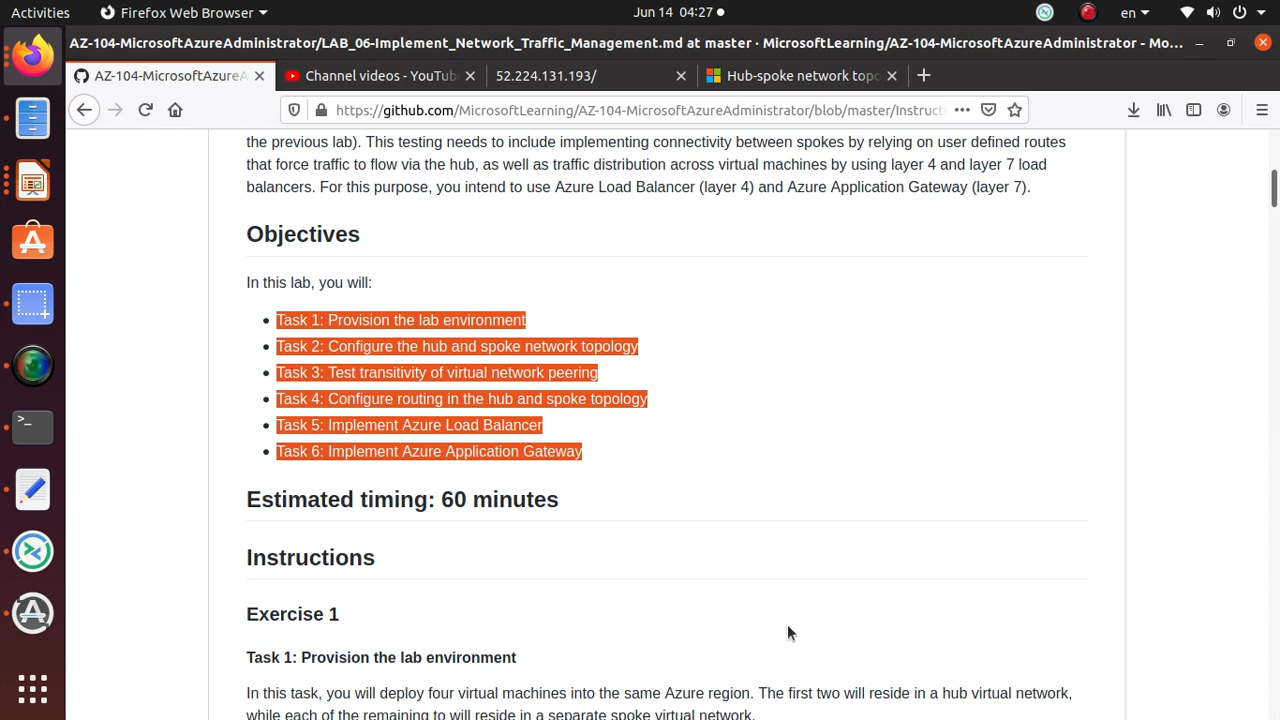 Activities
Firefox Web Browser
Jun 14 04:27
en
AZ-104-MicrosoftAzureAdministrator/LAB_06-Implement_Network_Traffic_Management.md at master · MicrosoftLearning/AZ-104-MicrosoftAzureAdministrator - Mo…
AZ-104-MicrosoftAzureA
Channel videos - YouTub
52.224.131.193/
Hub-spoke network topo
https://github.com/MicrosoftLearning/AZ-104-MicrosoftAzureAdministrator/blob/master/Instructi
the previous lab). This testing needs to include implementing connectivity between spokes by relying on user defined routes
that force traffic to flow via the hub, as well as traffic distribution across virtual machines by using layer 4 and layer 7 load
balancers. For this purpose, you intend to use Azure Load Balancer (layer 4) and Azure Application Gateway (layer 7).
Objectives
In this lab, you will:
• Task 1: Provision the lab environment
• Task 2: Configure the hub and spoke network topology
• Task 3: Test transitivity of virtual network peering
• Task 4: Configure routing in the hub and spoke topology
• Task 5: Implement Azure Load Balancer
• Task 6: Implement Azure Application Gateway
Estimated timing: 60 minutes
Instructions
Exercise 1
Task 1: Provision the lab environment
In this task, you will deploy four virtual machines into the same Azure region. The first two will reside in a hub virtual network,
while each of the remaining to will reside in a separate spoke virtual network.